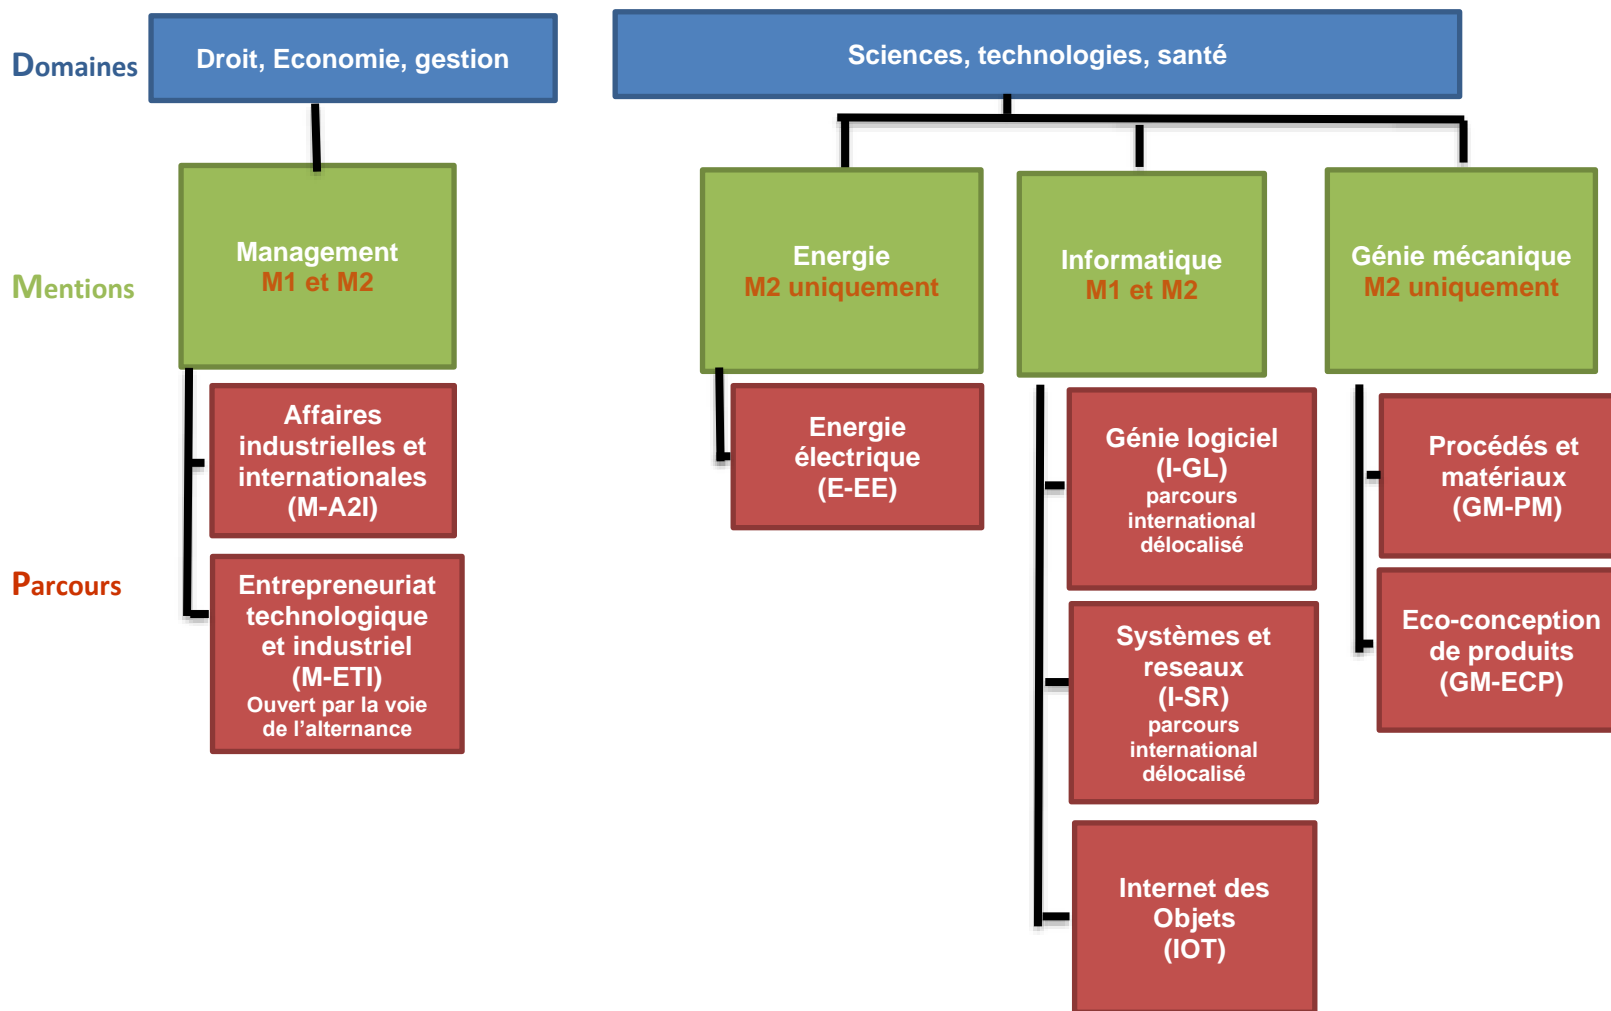 Domaines
Droit, Economie, gestion
Sciences, technologies, santé
Mentions
Management
M1 et M2
Energie
M2 uniquement
Informatique
M1 et M2
Génie mécanique
M2 uniquement
Parcours
Affaires
industrielles et
internationales
(M-A2I)
Entrepreneuriat
technologique
et industriel
(M-ETI)
Ouvert par la voie
de l’alternance
Energie
électrique
(E-EE)
Génie logiciel
(I-GL)
parcours
international
délocalisé
Systèmes et
reseaux
(I-SR)
parcours
international
délocalisé
Internet des
Objets
(IOT)
Procédés et
matériaux
(GM-PM)
Eco-conception
de produits
(GM-ECP)